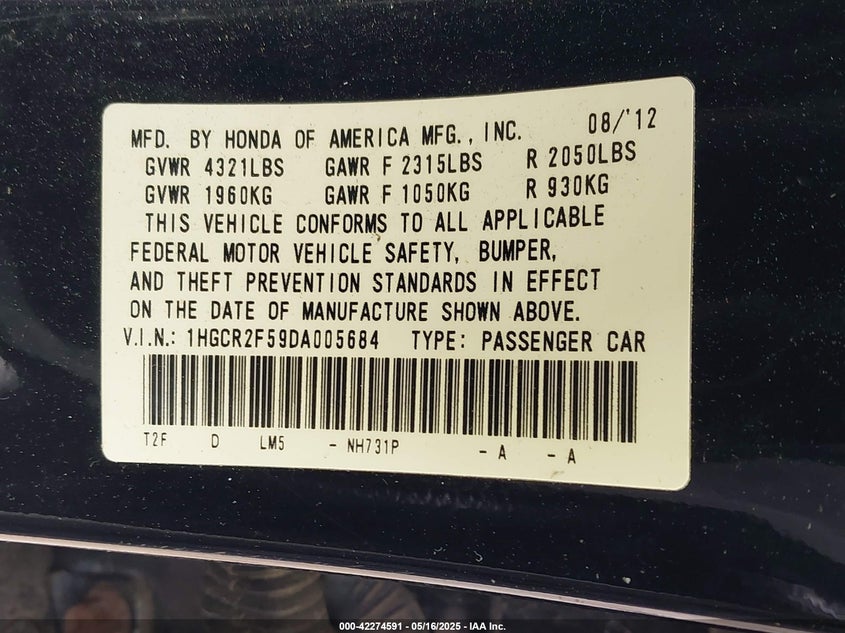 MFD. BY HONDA OF AMERICA MFG., INC. 08/'12
GVWR 4321LBS GAWR F 2315LBS R 2050LBS
GVWR 1960KG GAWR F 1050KG R 930KG
THIS VEHICLE CONFORMS TO ALL APPLICABLE
FEDERAL MOTOR VEHICLE SAFETY, BUMPER,
AND THEFT PREVENTION STANDARDS IN EFFECT
ON THE DATE OF MANUFACTURE SHOWN ABOVE.
V.I.N.: 1HGCR2F59DA005684 TYPE: PASSENGER CAR
T2F D LM5 - NH731P - A - A
000-42274591 - 05/16/2025 - IAA Inc.